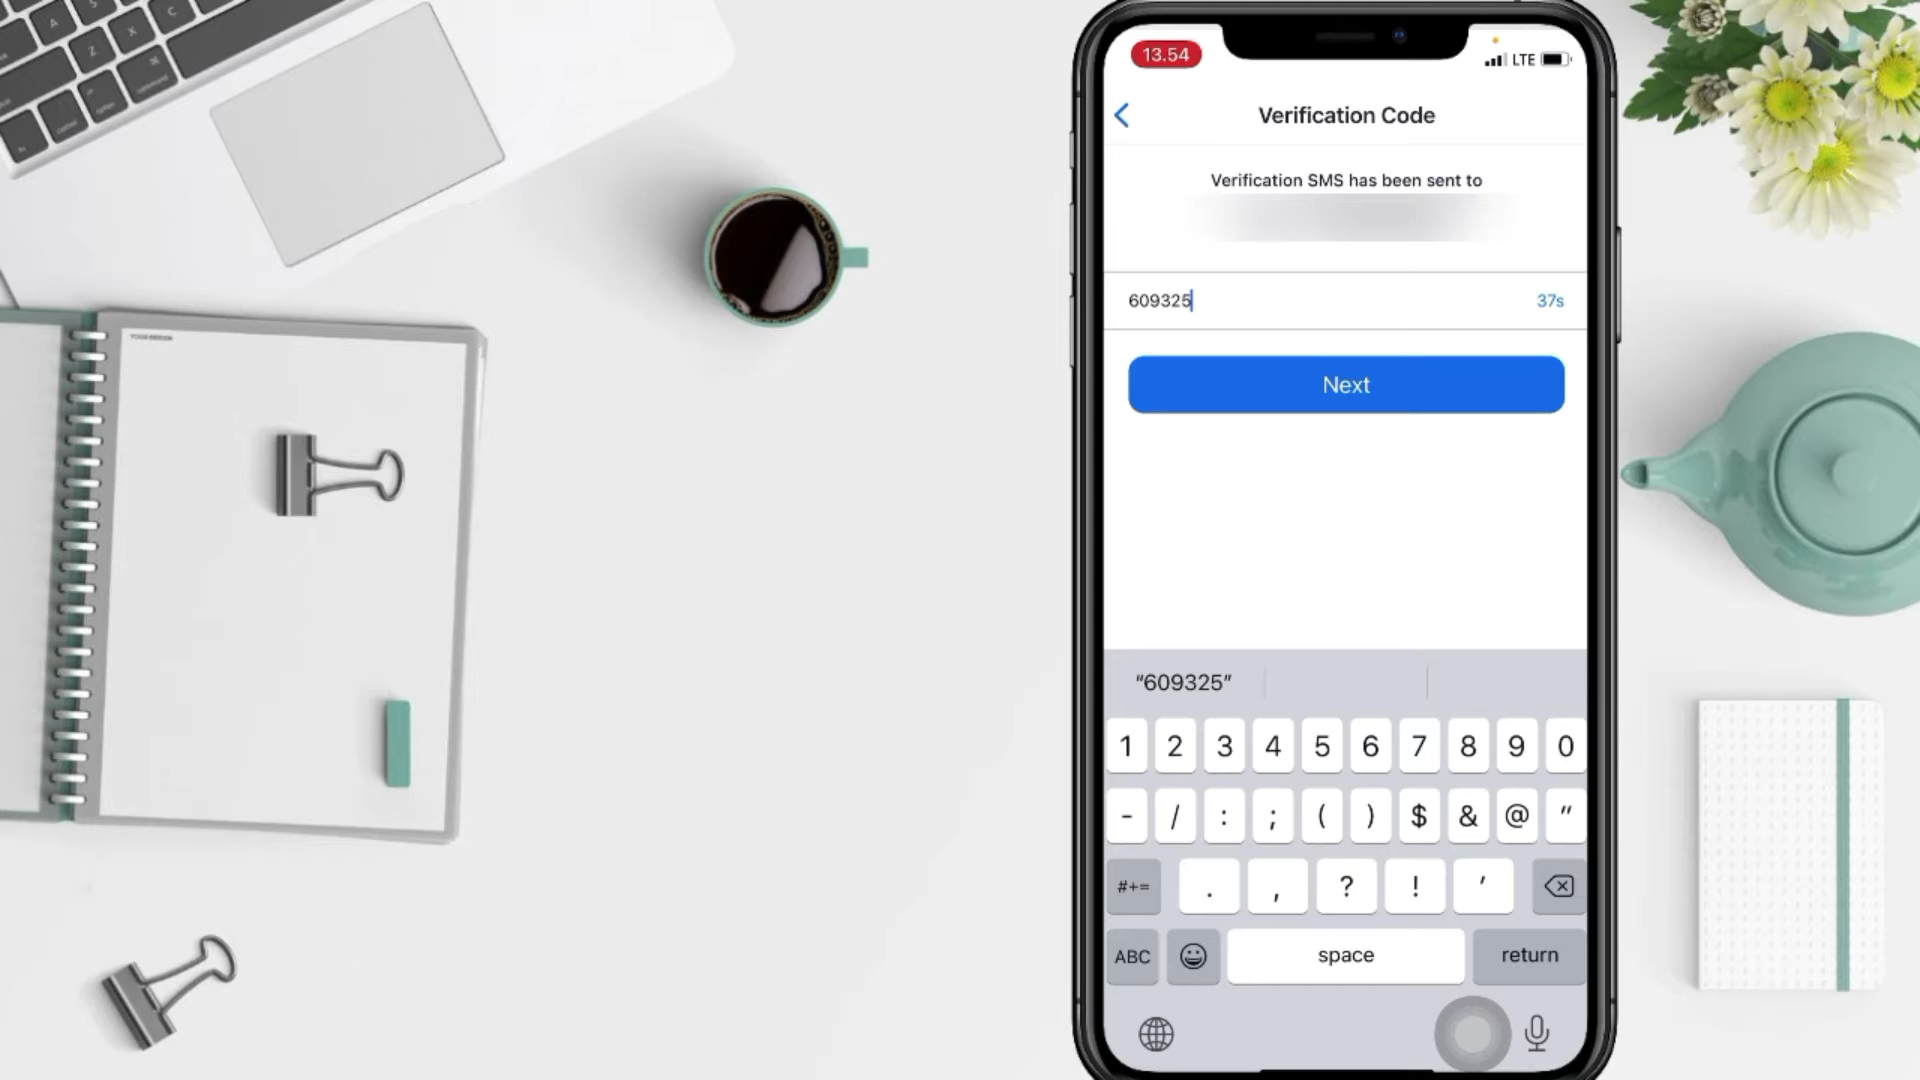 13.54
LTE
Verification Code
Verification SMS has been sent to
609325
37s
Next
“609325”
1 2 3 4 5 6 7 8 9 0
- / : ; ( ) $ & @ "
#+= . , ? ! '
ABC space return
A S
Z X C